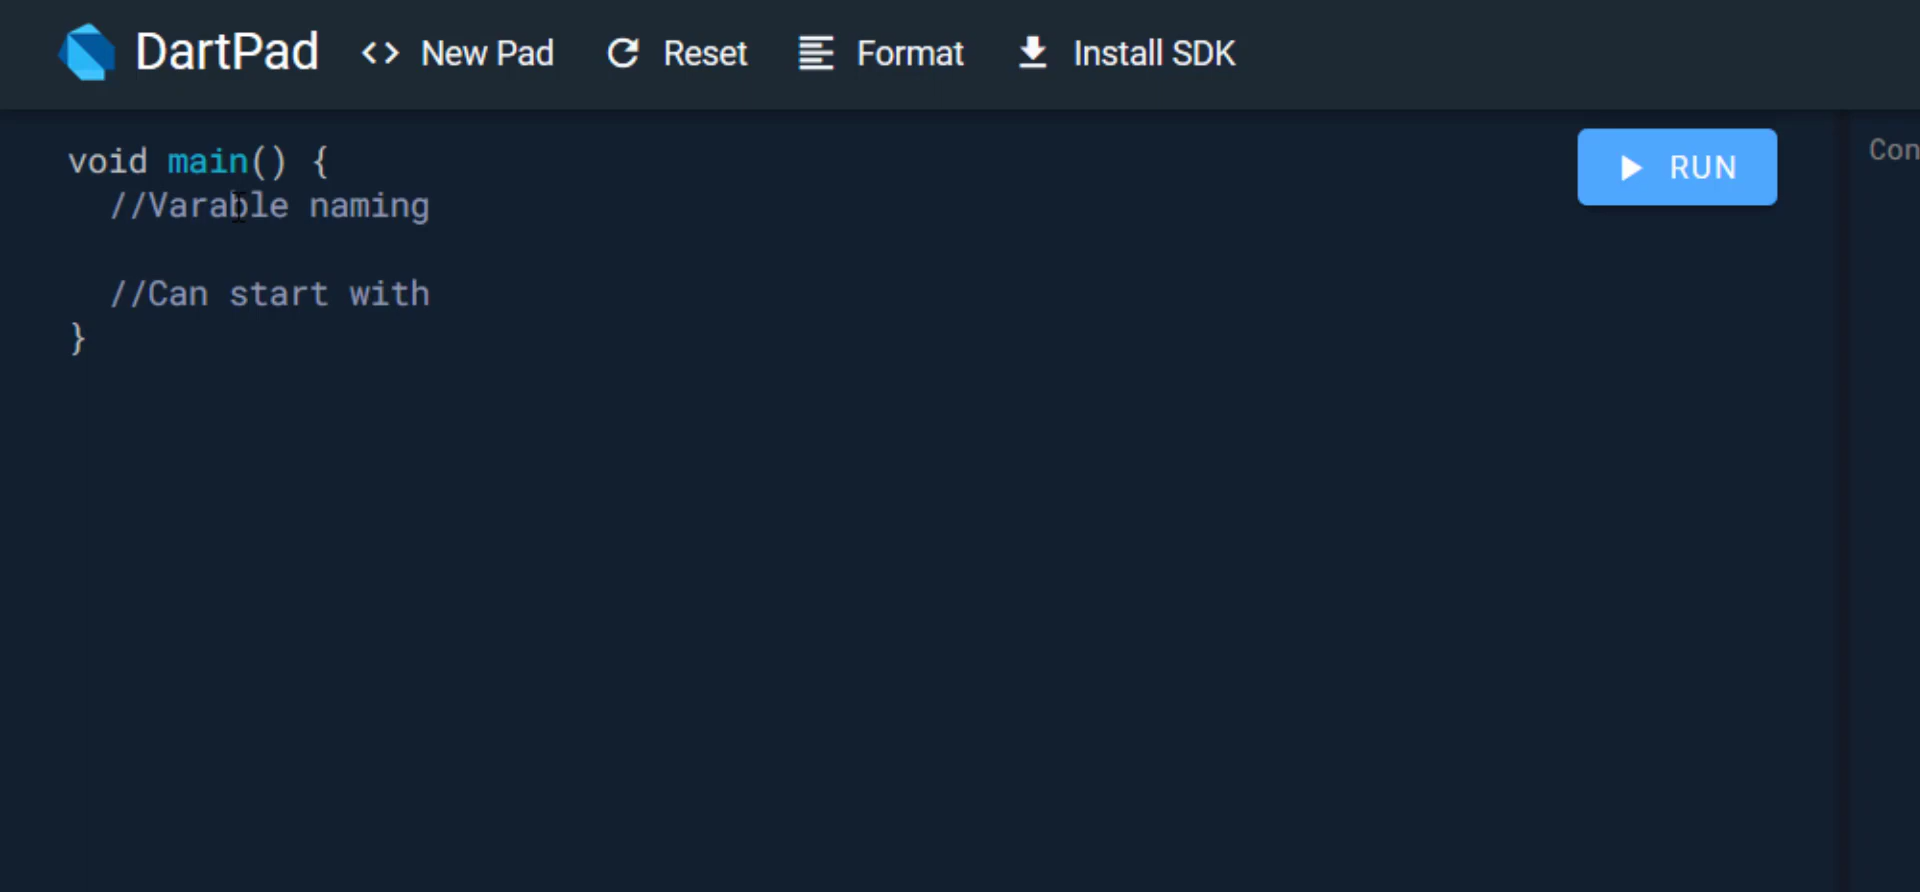 DartPad <> New Pad Reset Format Install SDK
void main() {
RUN
Con
//Varable naming
//Can start with
}